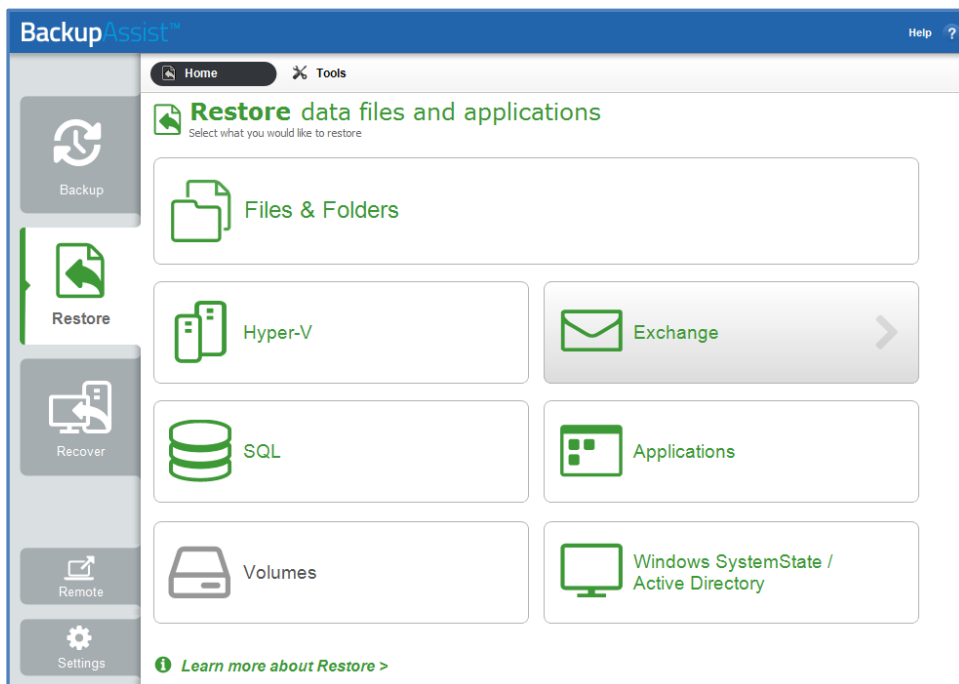 BackupAssist™
Help ?
Home
Tools
Restore data files and applications
Select what you would like to restore
Backup
Files & Folders
Restore
Hyper-V
Exchange
Recover
SQL
Applications
Volumes
Windows SystemState /
Active Directory
Remote
Settings
Learn more about Restore >